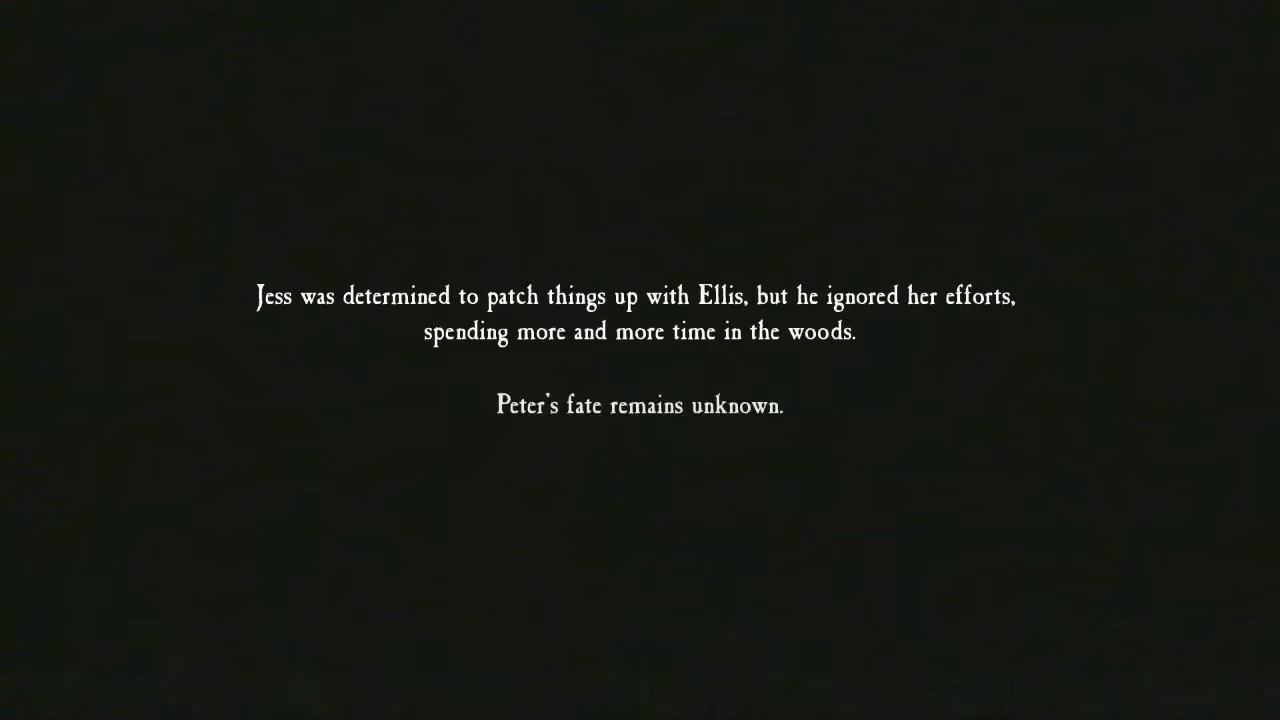 Jess was determined to patch things up with Ellis, but he ignored her efforts,
spending more and more time in the woods.
Peter's fate remains unknown.